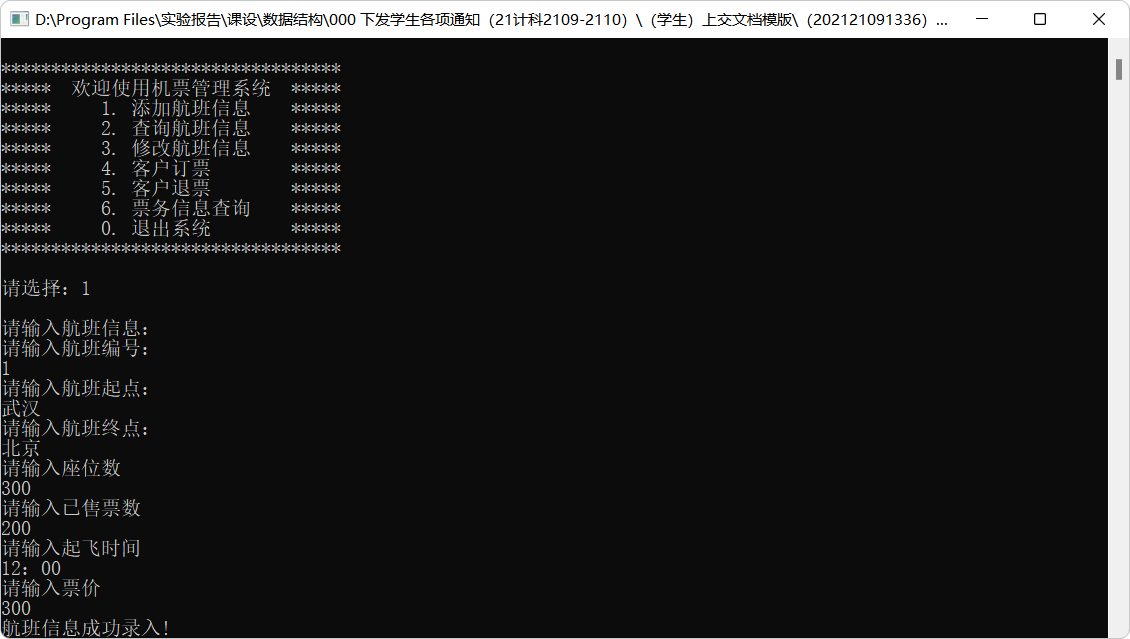 D:\Program Files\实验报告\课设\数据结构\000 下发学生各项通知（21计科2109-2110）\（学生）上交文档模版\（202121091336）...
**********************************
*****  欢迎使用机票管理系统  *****
*****     1. 添加航班信息    *****
*****     2. 查询航班信息    *****
*****     3. 修改航班信息    *****
*****     4. 客户订票        *****
*****     5. 客户退票        *****
*****     6. 票务信息查询    *****
*****     0. 退出系统        *****
**********************************
请选择：1
请输入航班信息：
请输入航班编号：
1
请输入航班起点：
武汉
请输入航班终点：
北京
请输入座位数
300
请输入已售票数
200
请输入起飞时间
12：00
请输入票价
300
航班信息成功录入!